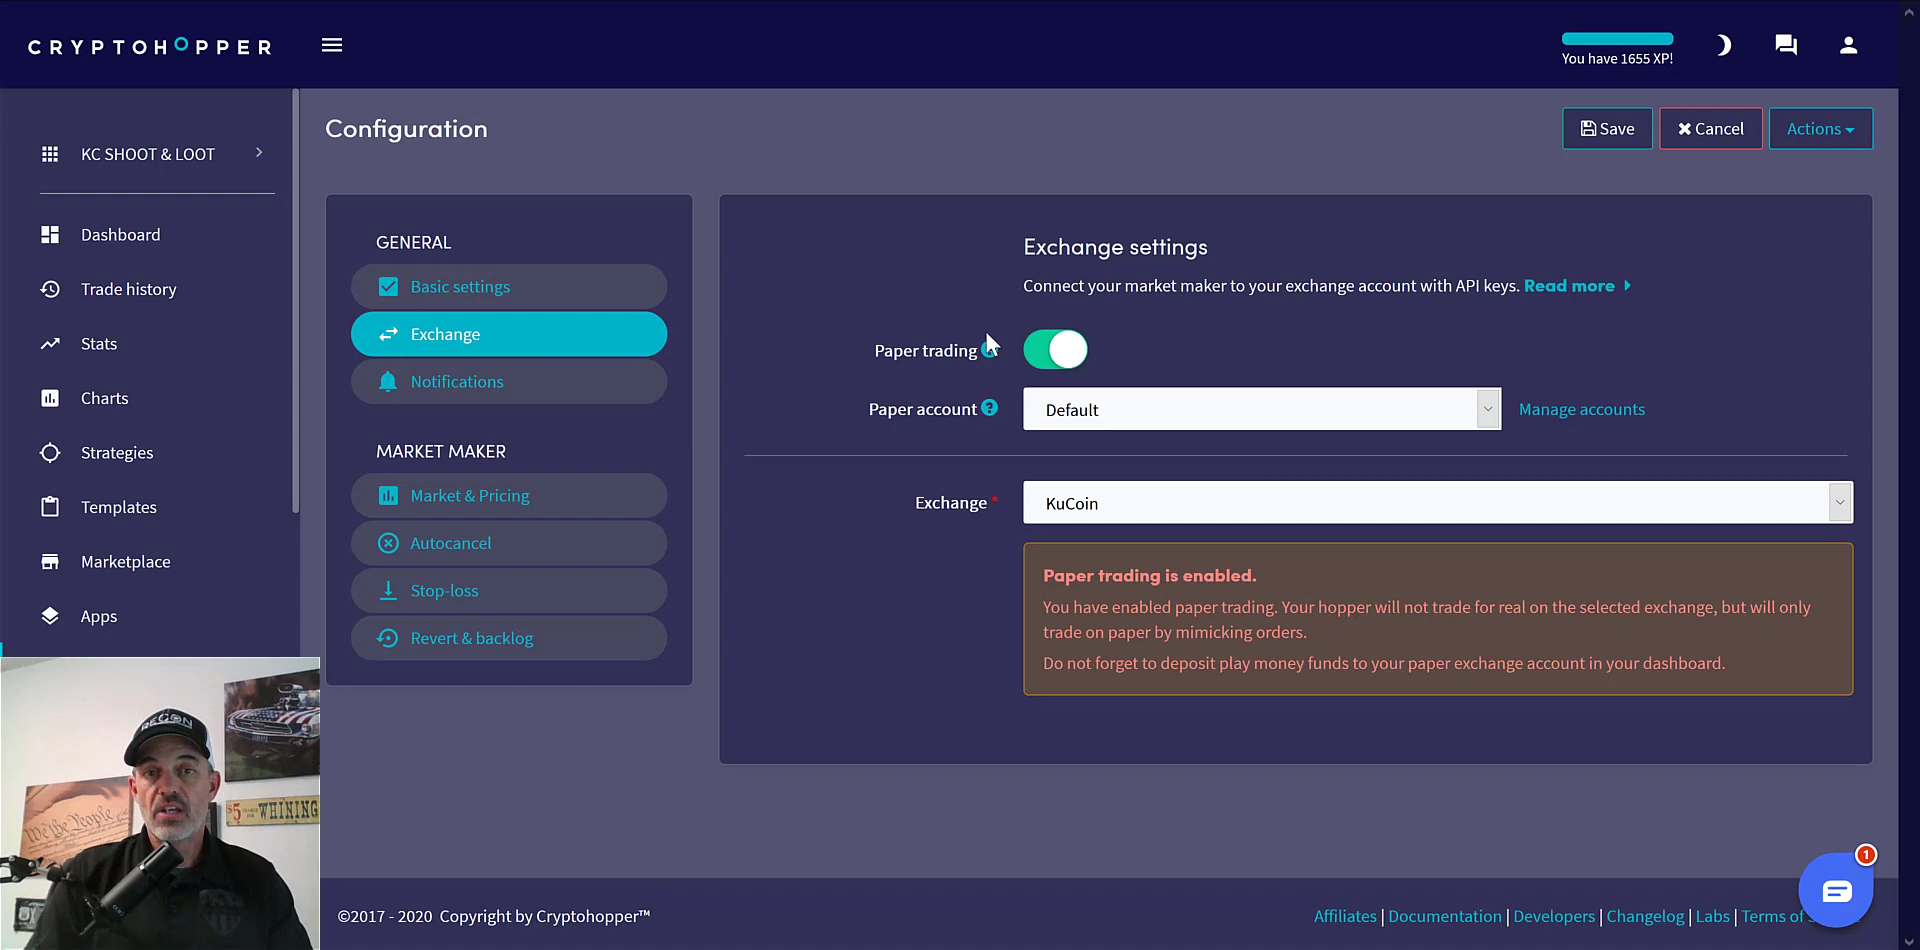 CRYPTOHOPPER
You have 1655 XP!
KC SHOOT & LOOT
Dashboard
Trade history
Stats
Charts
Strategies
Templates
Marketplace
Apps
Configuration
Save
Cancel
Actions
GENERAL
Basic settings
Exchange
Notifications
MARKET MAKER
Market & Pricing
Autocancel
Stop-loss
Revert & backlog
Exchange settings
Connect your market maker to your exchange account with API keys. Read more
Paper trading
Paper account ?
Default
Manage accounts
Exchange *
KuCoin
Paper trading is enabled.
You have enabled paper trading. Your hopper will not trade for real on the selected exchange, but will only
trade on paper by mimicking orders.
Do not forget to deposit play money funds to your paper exchange account in your dashboard.
RECON
We the People
$5
WHINING
1
©2017 - 2020 Copyright by Cryptohopper™
Affiliates | Documentation | Developers | Changelog | Labs | Terms of